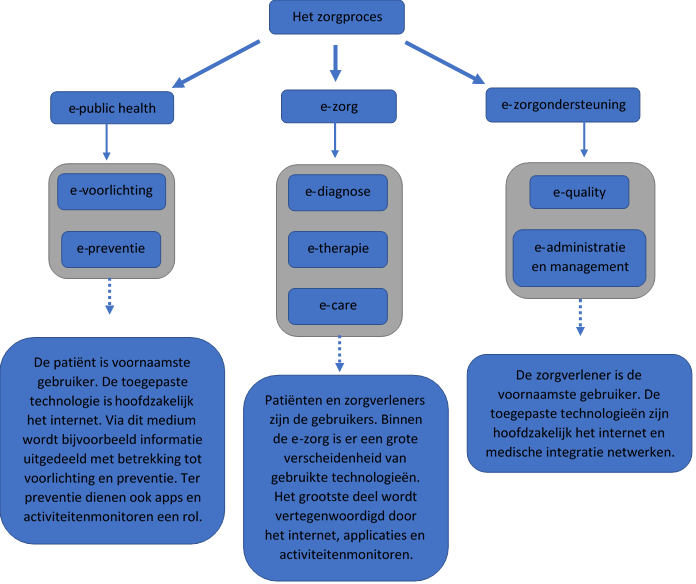 Het zorgproces
e-public health
e-zorg
e-zorgondersteuning
e-voorlichting
e-preventie
e-diagnose
e-therapie
e-care
e-quality
e-administratie
en management
De patiënt is voornaamste
gebruiker. De toegepaste
technologie is hoofdzakelijk
het internet. Via dit medium
wordt bijvoorbeeld informatie
uitgedeeld met betrekking tot
voorlichting en preventie. Ter
preventie dienen ook apps en
activiteitenmonitoren een rol.
Patiënten en zorgverleners
zijn de gebruikers. Binnen
de e-zorg is er een grote
verscheidenheid van
gebruikte technologieën.
Het grootste deel wordt
vertegenwoordigd door
het internet, applicaties en
activiteitenmonitoren.
De zorgverlener is de
voornaamste gebruiker. De
toegepaste technologieën zijn
hoofdzakelijk het internet en
medische integratie netwerken.